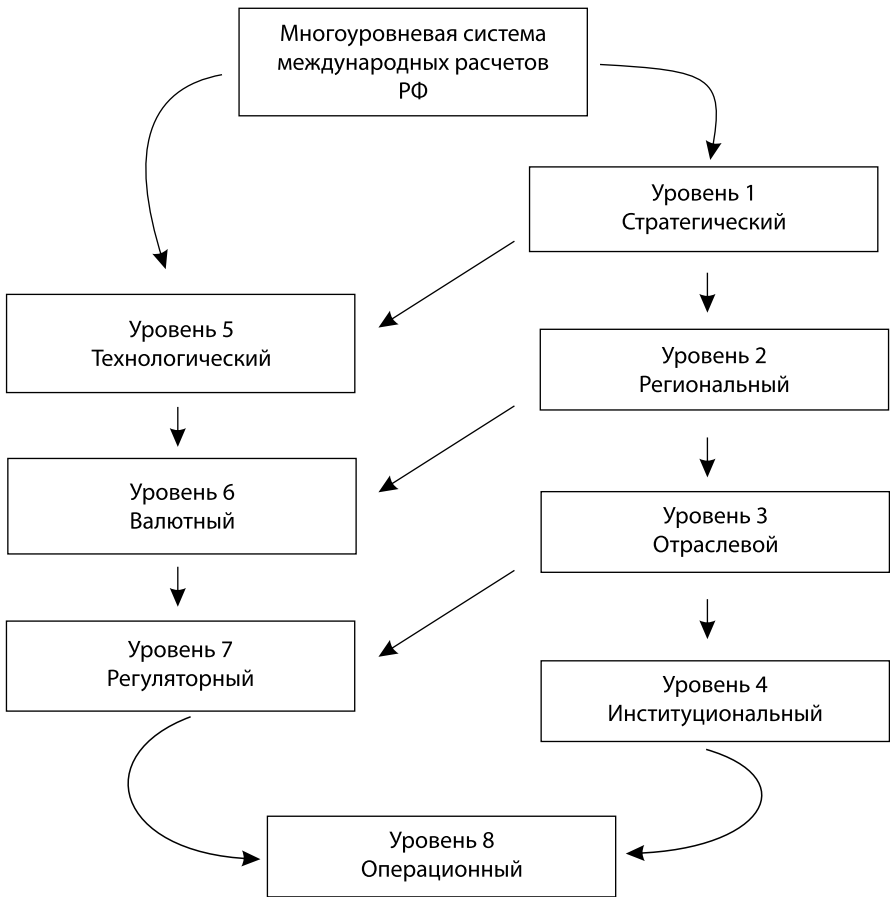 Многоуровневая система
международных расчетов
РФ
Уровень 1
Стратегический
Уровень 5
Технологический
Уровень 2
Региональный
Уровень 6
Валютный
Уровень 3
Отраслевой
Уровень 7
Регуляторный
Уровень 4
Институциональный
Уровень 8
Операционный